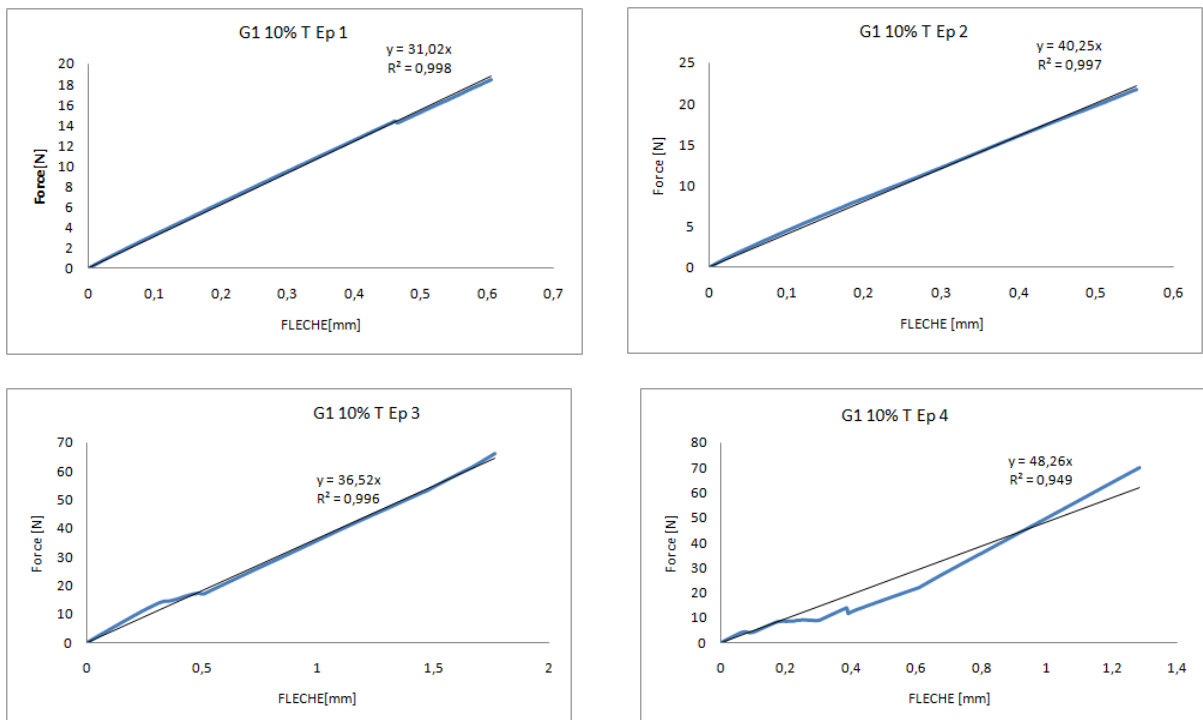 G1 10% T Ep 1
y = 31,02x
R² = 0,998
20
18
16
14
12
10
8
6
4
2
0
Force[N]
0 0,1 0,2 0,3 0,4 0,5 0,6 0,7
FLECHE[mm]
G1 10% T Ep 2
y = 40,25x
R² = 0,997
25
20
15
10
5
0
Force [N]
0 0,1 0,2 0,3 0,4 0,5 0,6
FLECHE [mm]
G1 10% T Ep 3
y = 36,52x
R² = 0,996
70
60
50
40
30
20
10
0
Force [N]
0 0,5 1 1,5 2
FLECHE[mm]
G1 10% T Ep 4
y = 48,26x
R² = 0,949
80
70
60
50
40
30
20
10
0
Force [N]
0 0,2 0,4 0,6 0,8 1 1,2 1,4
FLECHE [mm]